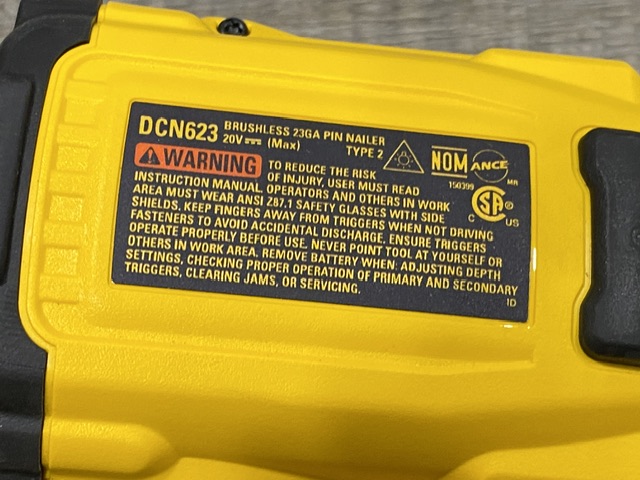 DCN623 BRUSHLESS 23GA PIN NAILER
20V (Max) TYPE 2
NOM ANCE MR
150399
WARNING TO REDUCE THE RISK
OF INJURY, USER MUST READ
INSTRUCTION MANUAL. OPERATORS AND OTHERS IN WORK
AREA MUST WEAR ANSI Z87.1 SAFETY GLASSES WITH SIDE
SHIELDS. KEEP FINGERS AWAY FROM TRIGGERS WHEN NOT DRIVING
FASTENERS TO AVOID ACCIDENTAL DISCHARGE. ENSURE TRIGGERS
OPERATE PROPERLY BEFORE USE. NEVER POINT TOOL AT YOURSELF OR
OTHERS IN WORK AREA. REMOVE BATTERY WHEN: ADJUSTING DEPTH
SETTINGS, CHECKING PROPER OPERATION OF PRIMARY AND SECONDARY
TRIGGERS, CLEARING JAMS, OR SERVICING.
C SA ® US
1D